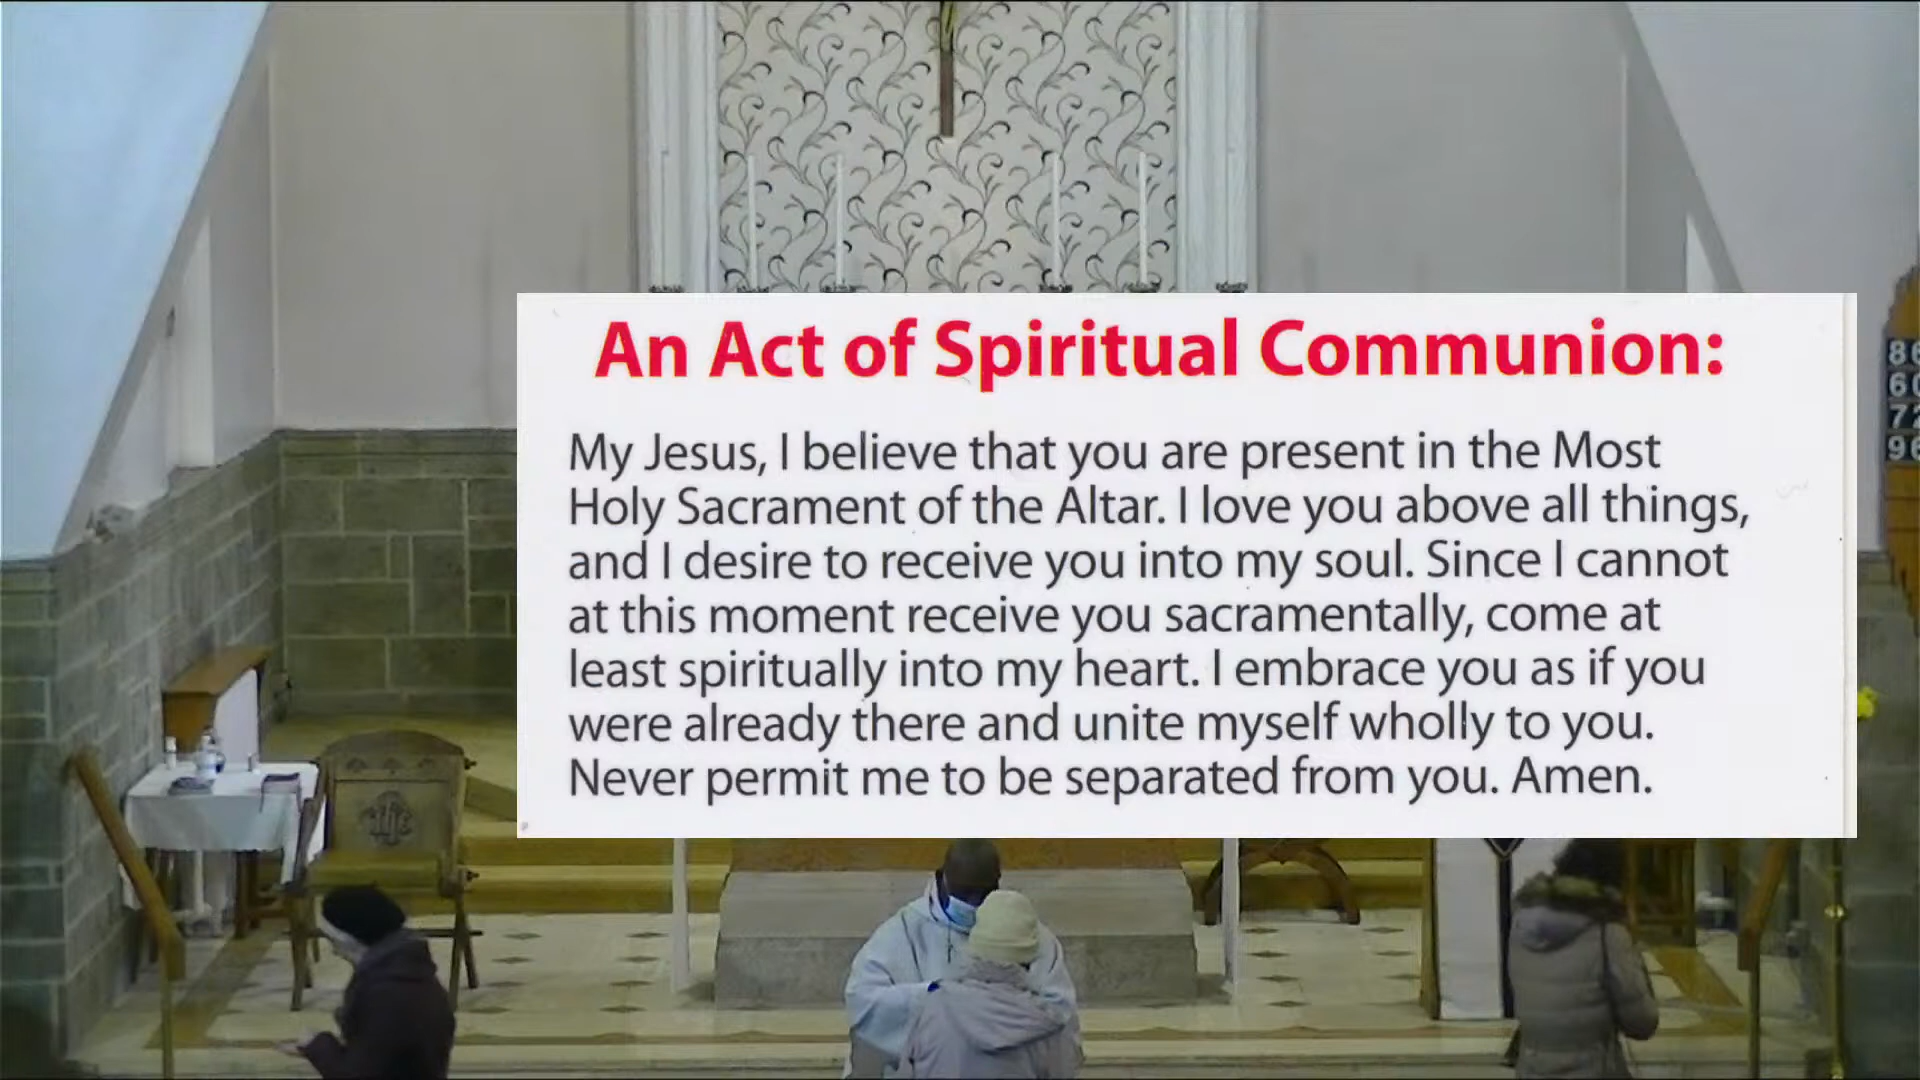 An Act of Spiritual Communion:
My Jesus, I believe that you are present in the Most
Holy Sacrament of the Altar. I love you above all things,
and I desire to receive you into my soul. Since I cannot
at this moment receive you sacramentally, come at
least spiritually into my heart. I embrace you as if you
were already there and unite myself wholly to you.
Never permit me to be separated from you. Amen.